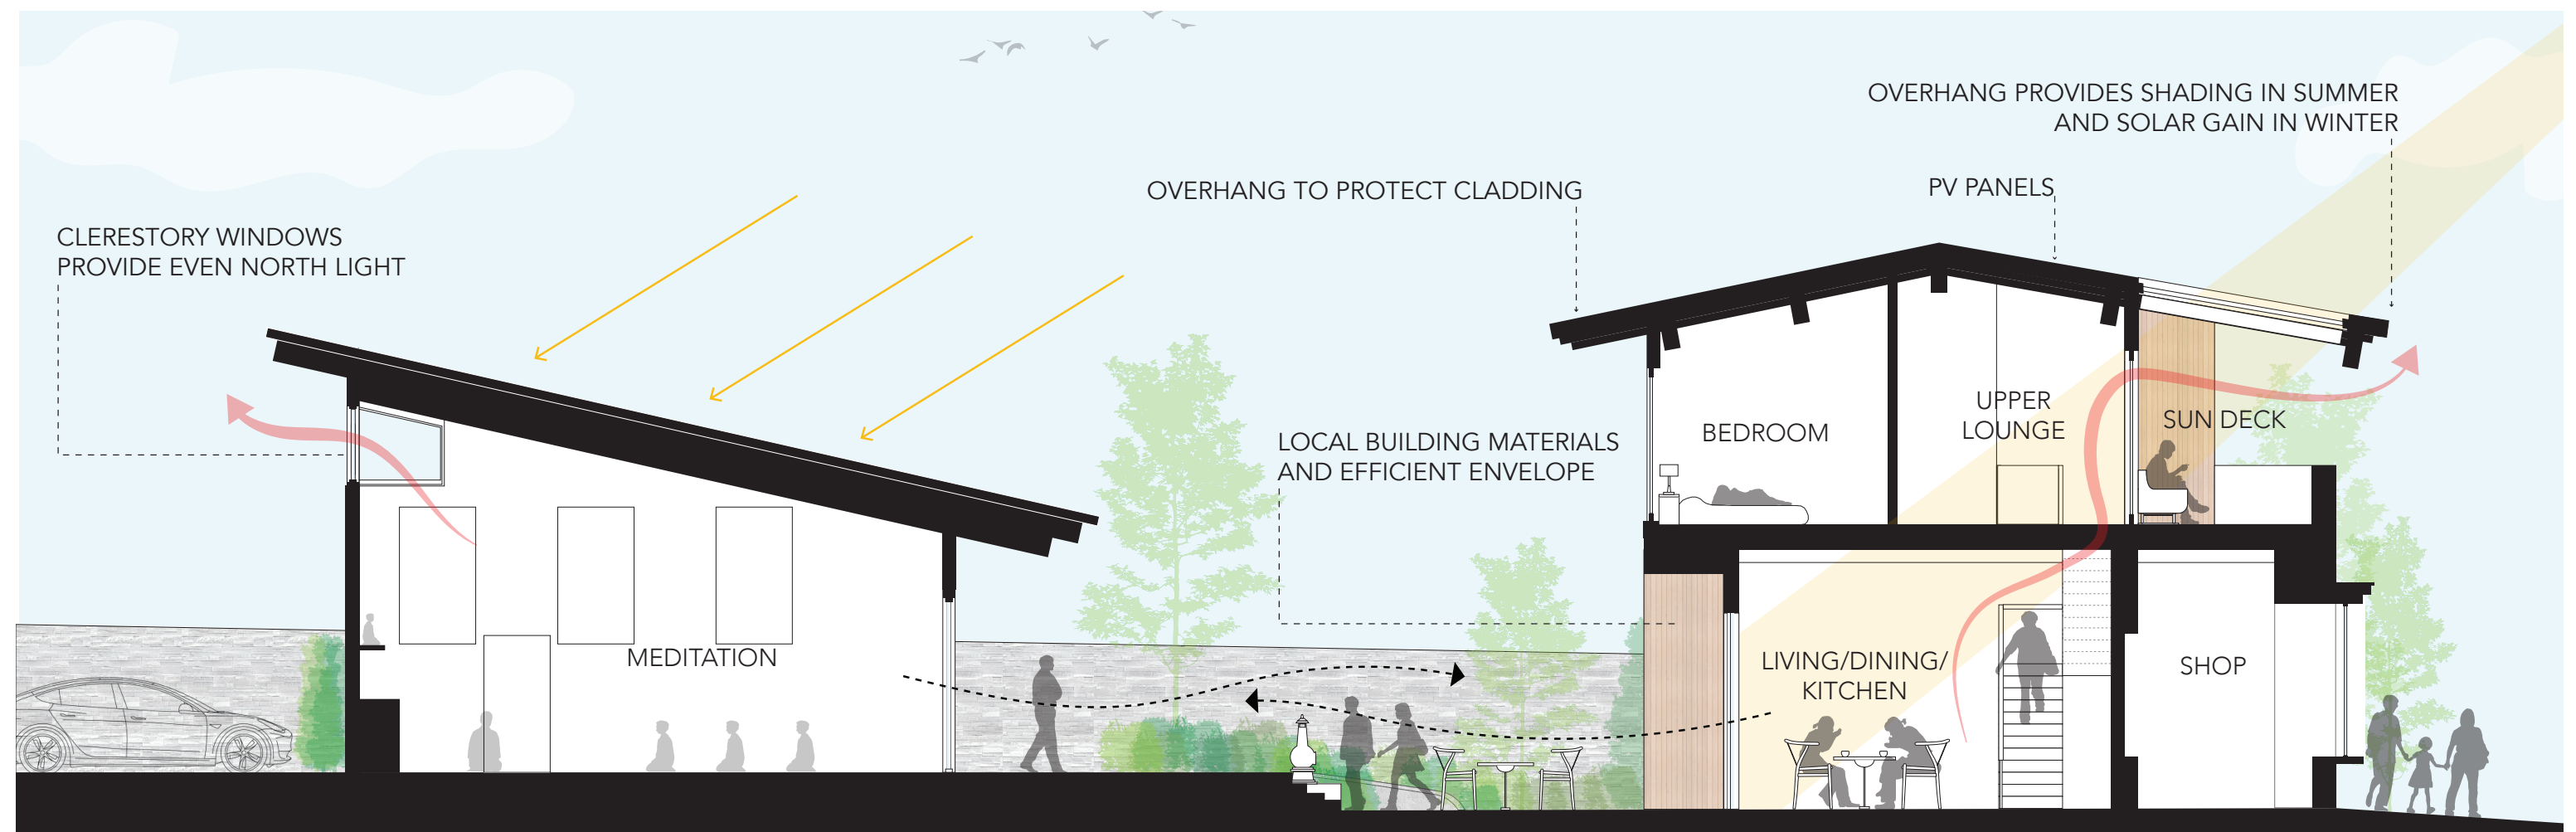 OVERHANG PROVIDES SHADING IN SUMMER
AND SOLAR GAIN IN WINTER
OVERHANG TO PROTECT CLADDING
PV PANELS
CLERESTORY WINDOWS
PROVIDE EVEN NORTH LIGHT
LOCAL BUILDING MATERIALS
AND EFFICIENT ENVELOPE
BEDROOM
UPPER
LOUNGE
SUN DECK
MEDITATION
LIVING/DINING/
KITCHEN
SHOP